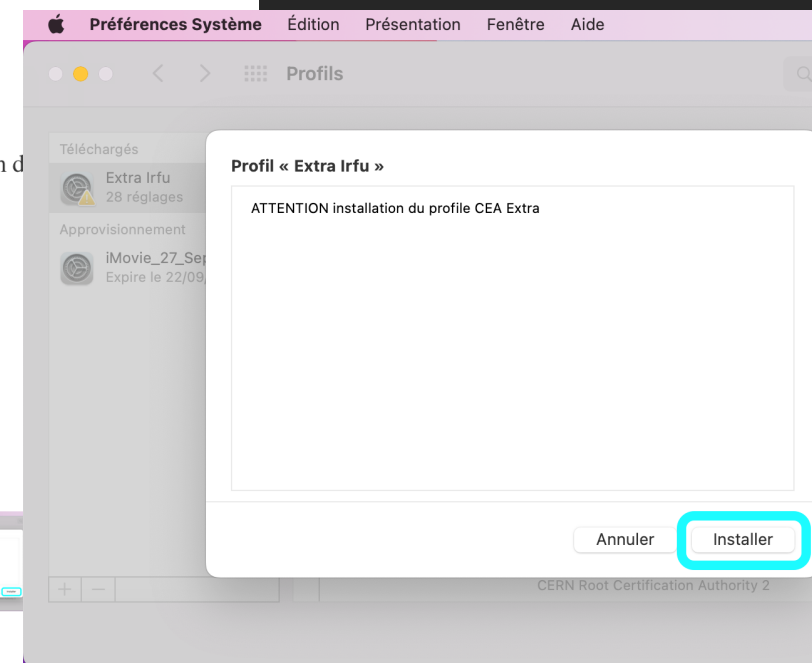 Préférences Système Édition Présentation Fenêtre Aide
Profils
Téléchargés
Extra Irfu
28 réglages
Approvisionnement
iMovie_27_Sep
Expire le 22/09/
Profil « Extra Irfu »
ATTENTION installation du profile CEA Extra
Annuler Installer
CERN Root Certification Authority 2